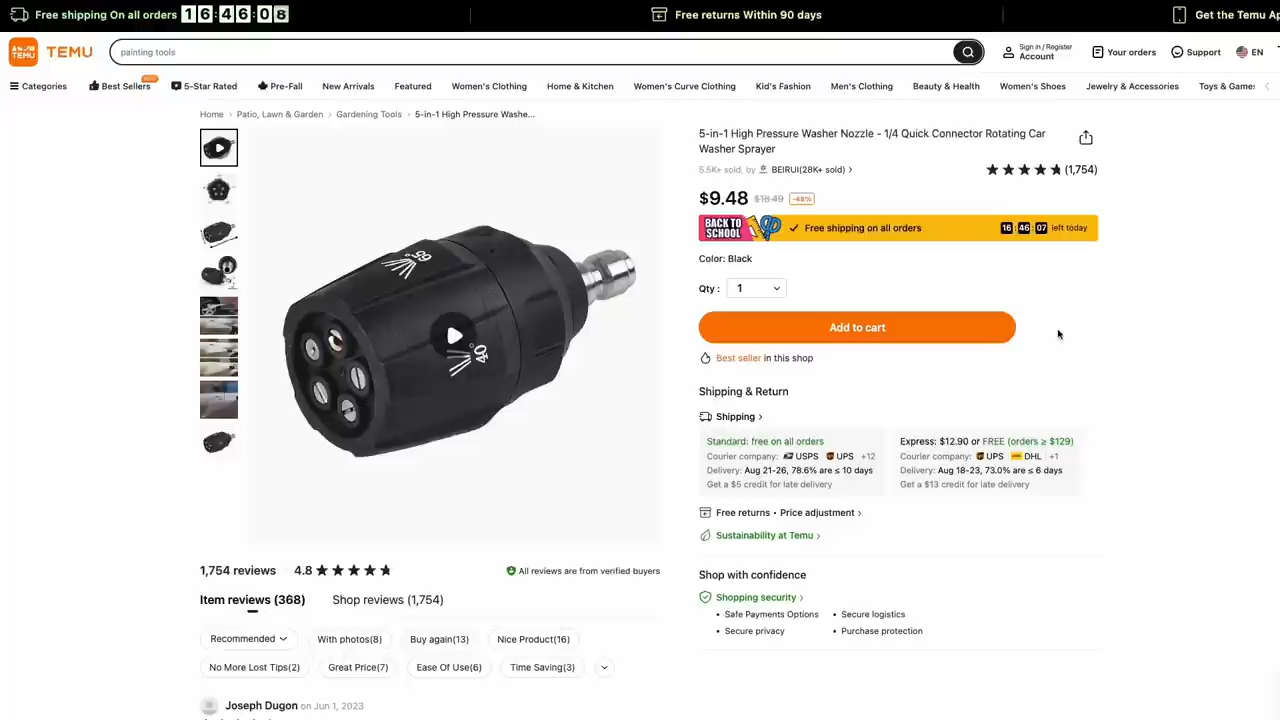 Free shipping On all orders 16 46 08
Free returns Within 90 days
Get the Temu Ap
TEMU
TEMU
painting tools
Sign in / Register
Account
Your orders
Support
EN
Categories
Best Sellers
5-Star Rated
Pre-Fall
New Arrivals
Featured
Women's Clothing
Home & Kitchen
Women's Curve Clothing
Kid's Fashion
Men's Clothing
Beauty & Health
Women's Shoes
Jewelry & Accessories
Toys & Games
Home › Patio, Lawn & Garden › Gardening Tools › 5-in-1 High Pressure Washe...
5-in-1 High Pressure Washer Nozzle - 1/4 Quick Connector Rotating Car
Washer Sprayer
5.5K+ sold, by BEIRUI(28K+ sold) ›
(1,754)
$9.48 $18.49 -48%
BACK TO
SCHOOL
Free shipping on all orders
16 : 46 : 07 left today
Color: Black
Qty : 1
Add to cart
Best seller in this shop
Shipping & Return
Shipping ›
Standard: free on all orders
Courier company: USPS UPS +12
Delivery: Aug 21-26, 78.6% are ≤ 10 days
Get a $5 credit for late delivery
Express: $12.90 or FREE (orders ≥ $129)
Courier company: UPS DHL +1
Delivery: Aug 18-23, 73.0% are ≤ 6 days
Get a $13 credit for late delivery
Free returns • Price adjustment ›
Sustainability at Temu ›
Shop with confidence
Shopping security ›
• Safe Payments Options
• Secure logistics
• Secure privacy
• Purchase protection
65°
40°
1,754 reviews 4.8
All reviews are from verified buyers
Item reviews (368)
Shop reviews (1,754)
Recommended
With photos(8)
Buy again(13)
Nice Product(16)
No More Lost Tips(2)
Great Price(7)
Ease Of Use(6)
Time Saving(3)
Joseph Dugon on Jun 1, 2023